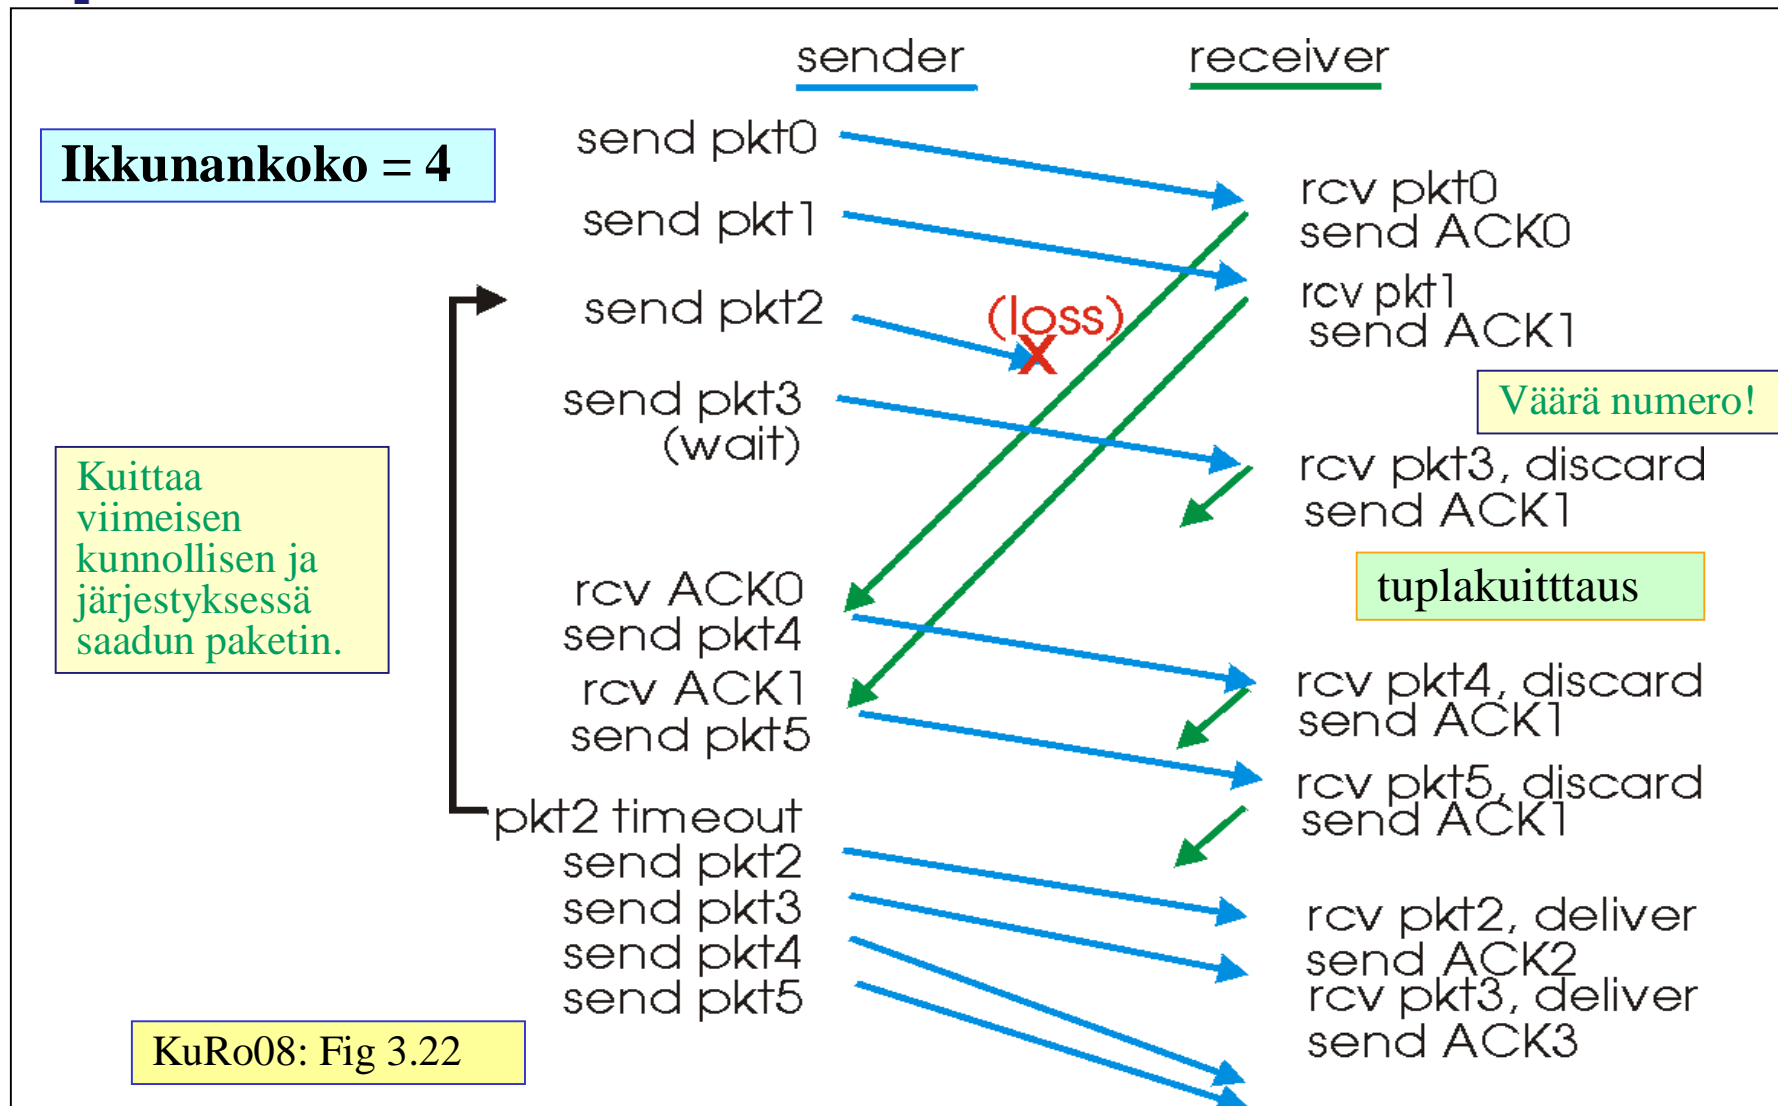 sender
receiver
Ikkunankoko = 4
send pkt0
send pkt1
send pkt2
(loss)
X
send pkt3
(wait)
Kuittaa
viimeisen
kunnollisen ja
järjestyksessä
saadun paketin.
rcv ACK0
send pkt4
rcv ACK1
send pkt5
pkt2 timeout
send pkt2
send pkt3
send pkt4
send pkt5
KuRo08: Fig 3.22
rcv pkt0
send ACK0
rcv pkt1
send ACK1
Väärä numero!
rcv pkt3, discard
send ACK1
tuplakuitttaus
rcv pkt4, discard
send ACK1
rcv pkt5, discard
send ACK1
rcv pkt2, deliver
send ACK2
rcv pkt3, deliver
send ACK3